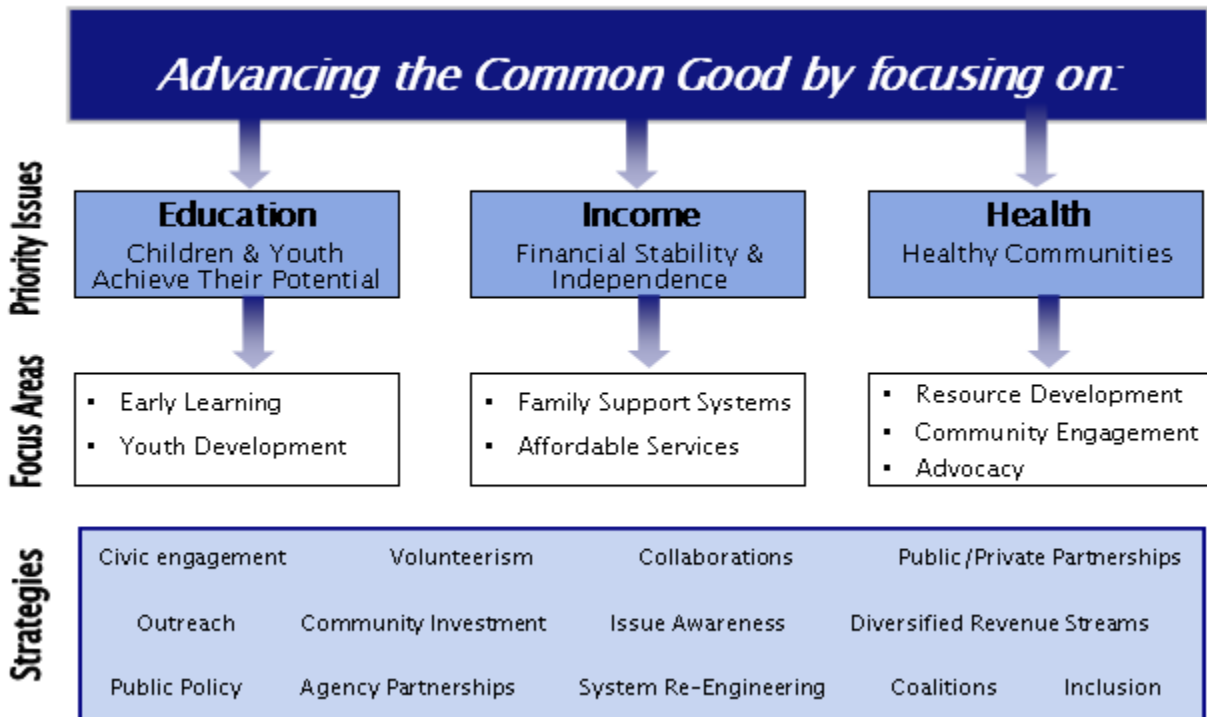 Advancing the Common Good by focusing on:
Priority Issues
Education
Children & Youth
Achieve Their Potential
Income
Financial Stability &
Independence
Health
Healthy Communities
Focus Areas
▪ Early Learning
▪ Youth Development
▪ Family Support Systems
▪ Affordable Services
▪ Resource Development
▪ Community Engagement
▪ Advocacy
Strategies
Civic engagement Volunteerism Collaborations Public/Private Partnerships
Outreach Community Investment Issue Awareness Diversified Revenue Streams
Public Policy Agency Partnerships System Re-Engineering Coalitions Inclusion